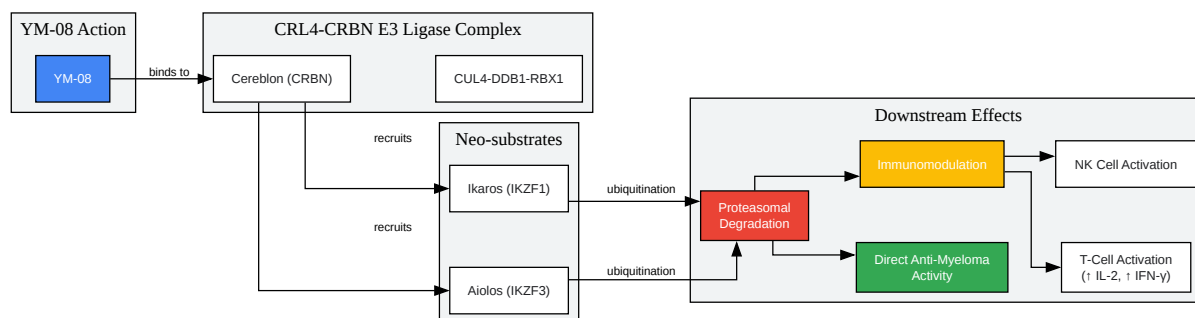 YM-08 Action
YM-08
binds to
CRL4-CRBN E3 Ligase Complex
Cereblon (CRBN)
CUL4-DDB1-RBX1
recruits
recruits
Neo-substrates
Ikaros (IKZF1)
Aiolos (IKZF3)
ubiquitination
ubiquitination
Downstream Effects
Proteasomal
Degradation
Immunomodulation
Direct Anti-Myeloma
Activity
NK Cell Activation
T-Cell Activation
(↑ IL-2, ↑ IFN-γ)